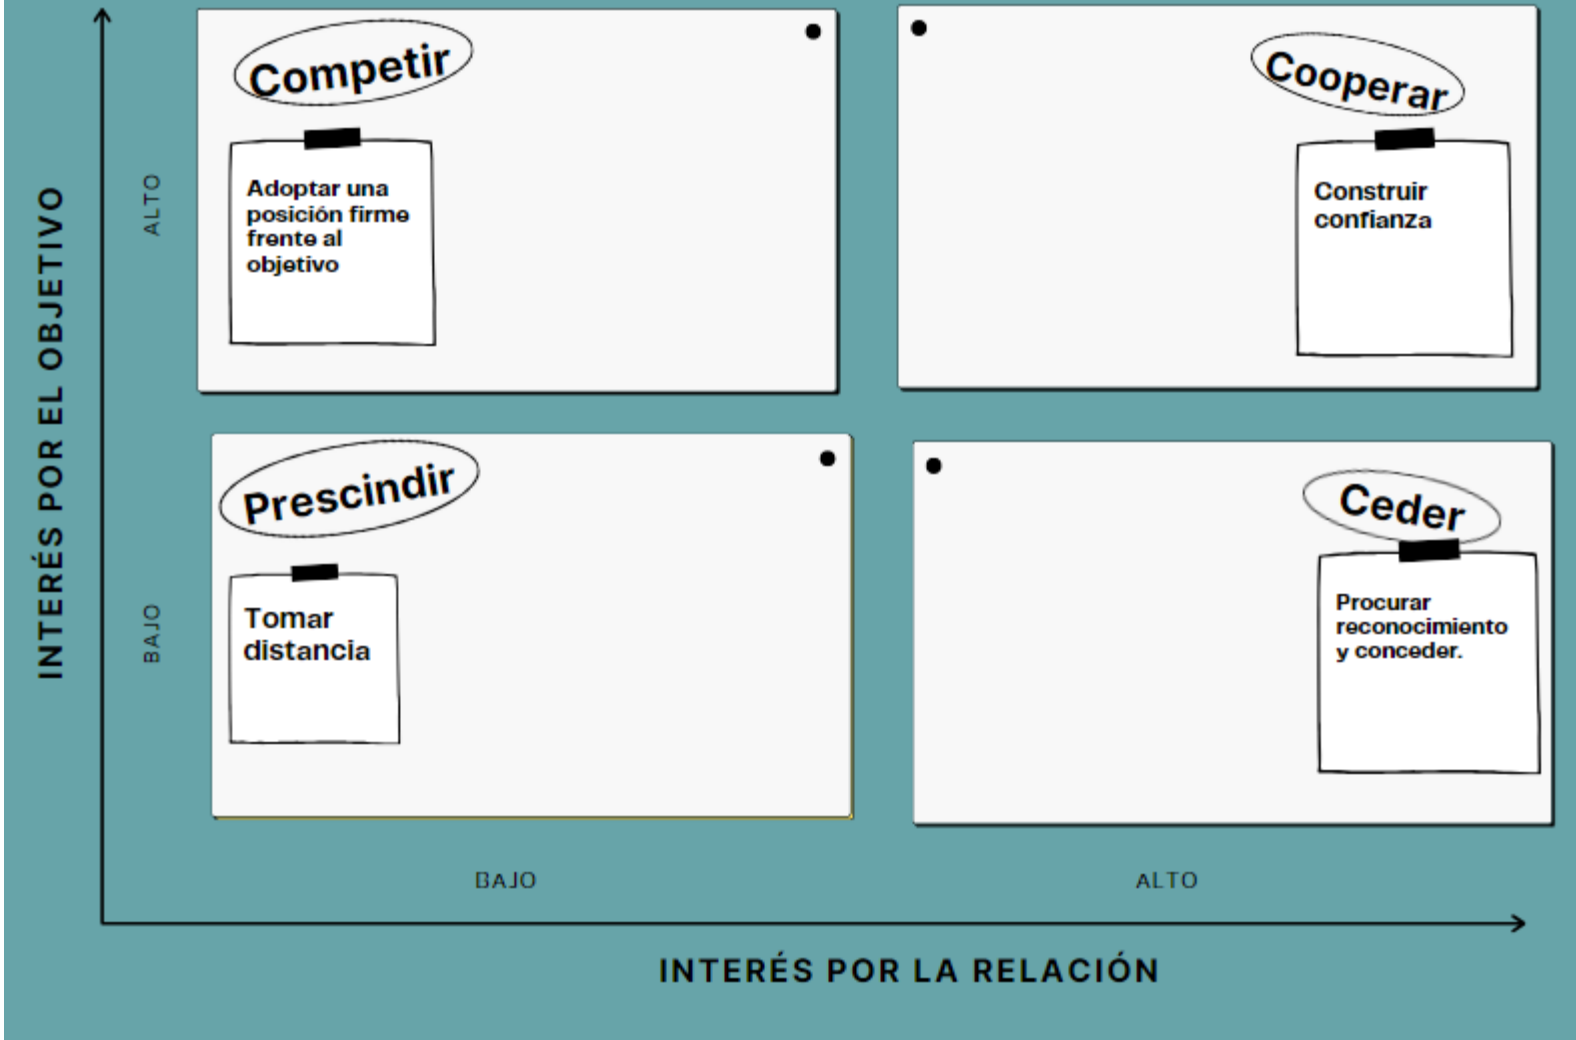 INTERÉS POR EL OBJETIVO
ALTO
BAJO
Competir
Adoptar una
posición firme
frente al
objetivo
Cooperar
Construir
confianza
Prescindir
Tomar
distancia
Ceder
Procurar
reconocimiento
y conceder.
BAJO
ALTO
INTERÉS POR LA RELACIÓN